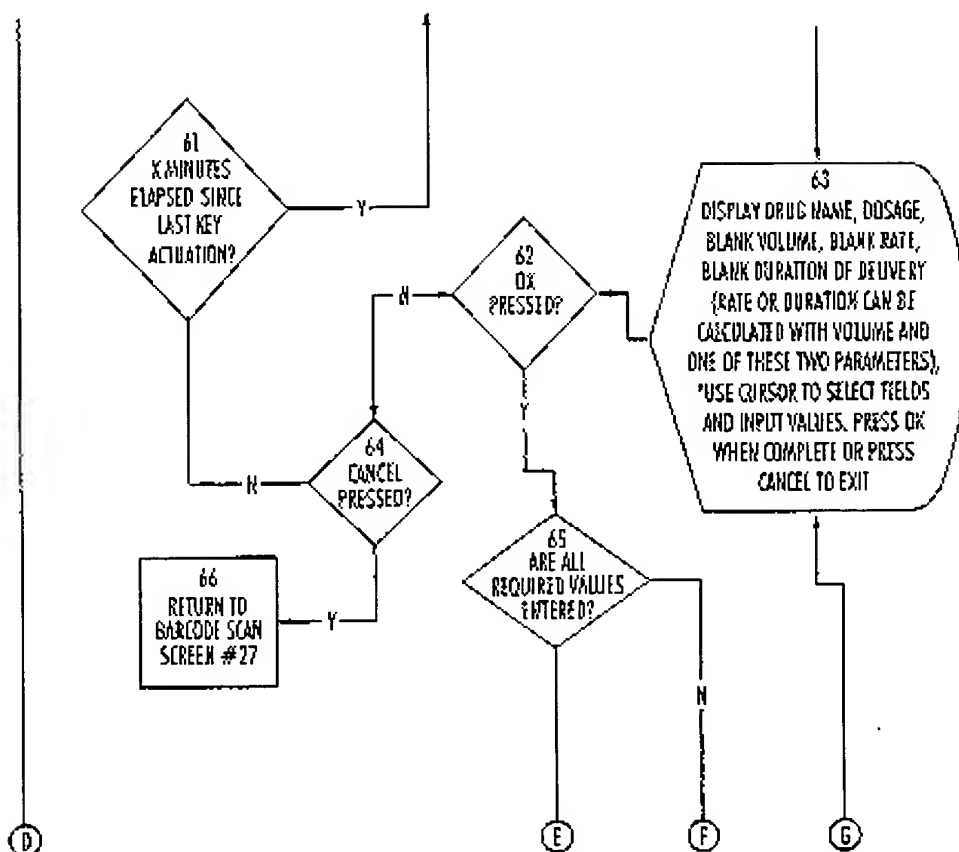 61
X MINUTES
ELAPSED SINCE
LAST KEY
ACTUATION?
Y
62
OK
PRESSED?
N
Y
63
DISPLAY DRUG NAME, DOSAGE,
BLANK VOLUME, BLANK RATE,
BLANK DURATION OF DELIVERY
(RATE OR DURATION CAN BE
CALCULATED WITH VOLUME AND
ONE OF THESE TWO PARAMETERS),
"USE CURSOR TO SELECT FIELDS
AND INPUT VALUES. PRESS OK
WHEN COMPLETE OR PRESS
CANCEL TO EXIT
64
CANCEL
PRESSED?
N
Y
65
ARE ALL
REQUIRED VALUES
ENTERED?
N
66
RETURN TO
BARCODE SCAN
SCREEN #27
D
E
F
G